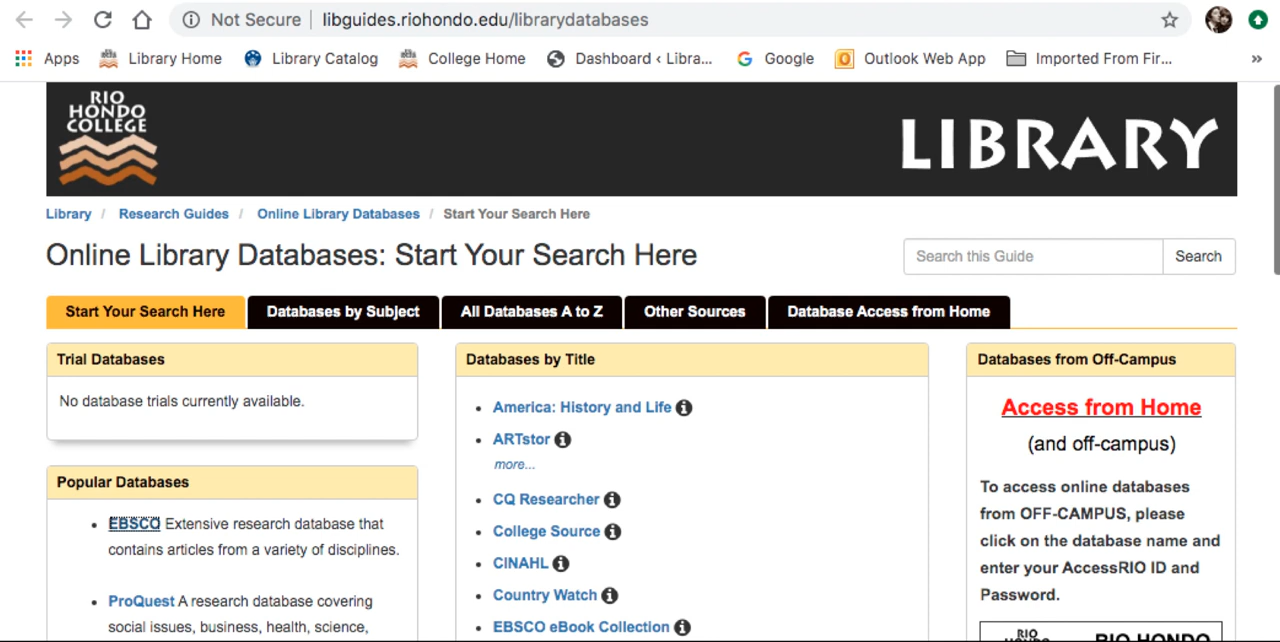 Not Secure | libguides.riohondo.edu/librarydatabases
Apps Library Home Library Catalog College Home Dashboard ‹ Libra... Google Outlook Web App Imported From Fir... »
RIO
HONDO
COLLEGE
LIBRARY
Library / Research Guides / Online Library Databases / Start Your Search Here
Online Library Databases: Start Your Search Here
Search this Guide Search
Start Your Search Here Databases by Subject All Databases A to Z Other Sources Database Access from Home
Trial Databases
No database trials currently available.
Popular Databases
EBSCO Extensive research database that
contains articles from a variety of disciplines.
ProQuest A research database covering
social issues, business, health, science,
Databases by Title
America: History and Life
ARTstor
more...
CQ Researcher
College Source
CINAHL
Country Watch
EBSCO eBook Collection
Databases from Off-Campus
Access from Home
(and off-campus)
To access online databases
from OFF-CAMPUS, please
click on the database name and
enter your AccessRIO ID and
Password.
RIO
RIO HONDO